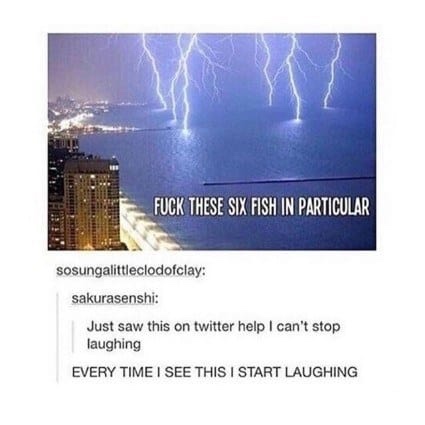 FUCK THESE SIX FISH IN PARTICULAR
sosungalittleclodofclay:
sakurasenshi:
Just saw this on twitter help I can't stop
laughing
EVERY TIME I SEE THIS I START LAUGHING